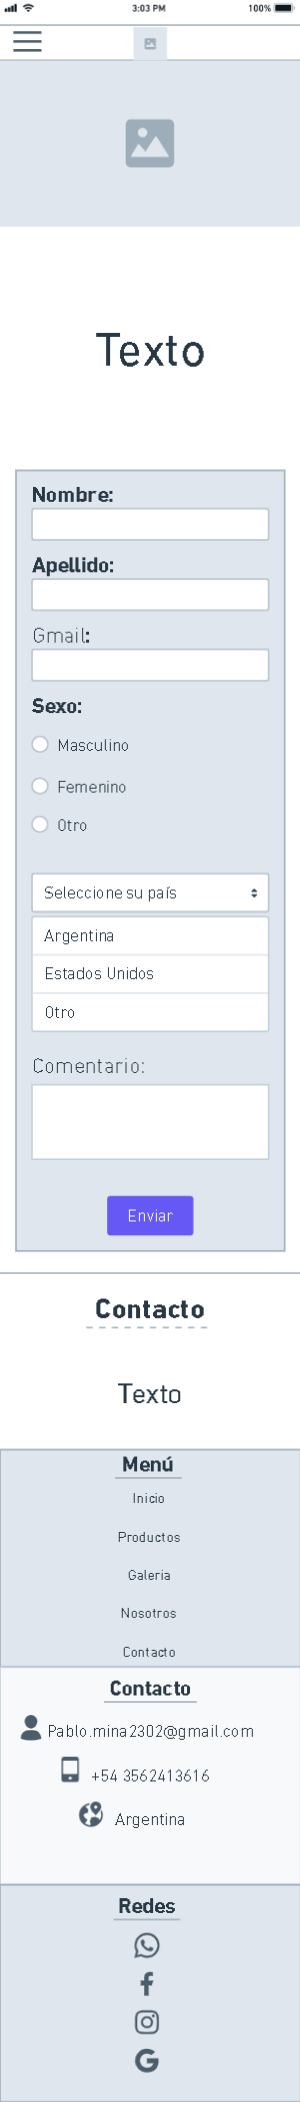 3:03 PM 100%
Texto
Nombre:
Apellido:
Gmail:
Sexo:
Masculino
Femenino
Otro
Seleccione su país
Argentina
Estados Unidos
Otro
Comentario:
Enviar
Contacto
Texto
Menú
Inicio
Productos
Galeria
Nosotros
Contacto
Contacto
Pablo.mina2302@gmail.com
+54 3562413616
Argentina
Redes